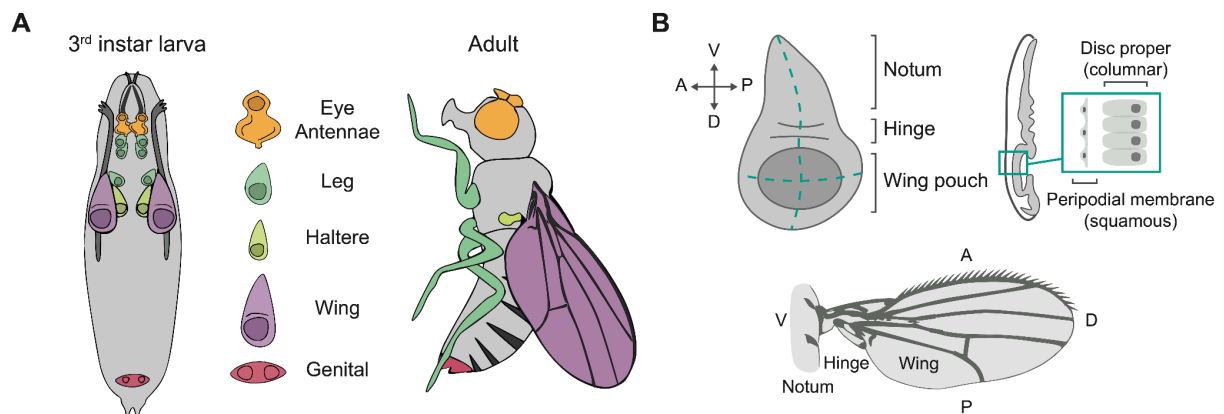 A
3rd instar larva
Adult
Eye
Antennae
Leg
Haltere
Wing
Genital
B
V
A
P
D
Notum
Hinge
Wing pouch
Disc proper
(columnar)
Peripodial membrane
(squamous)
A
V
D
Hinge
Wing
Notum
P